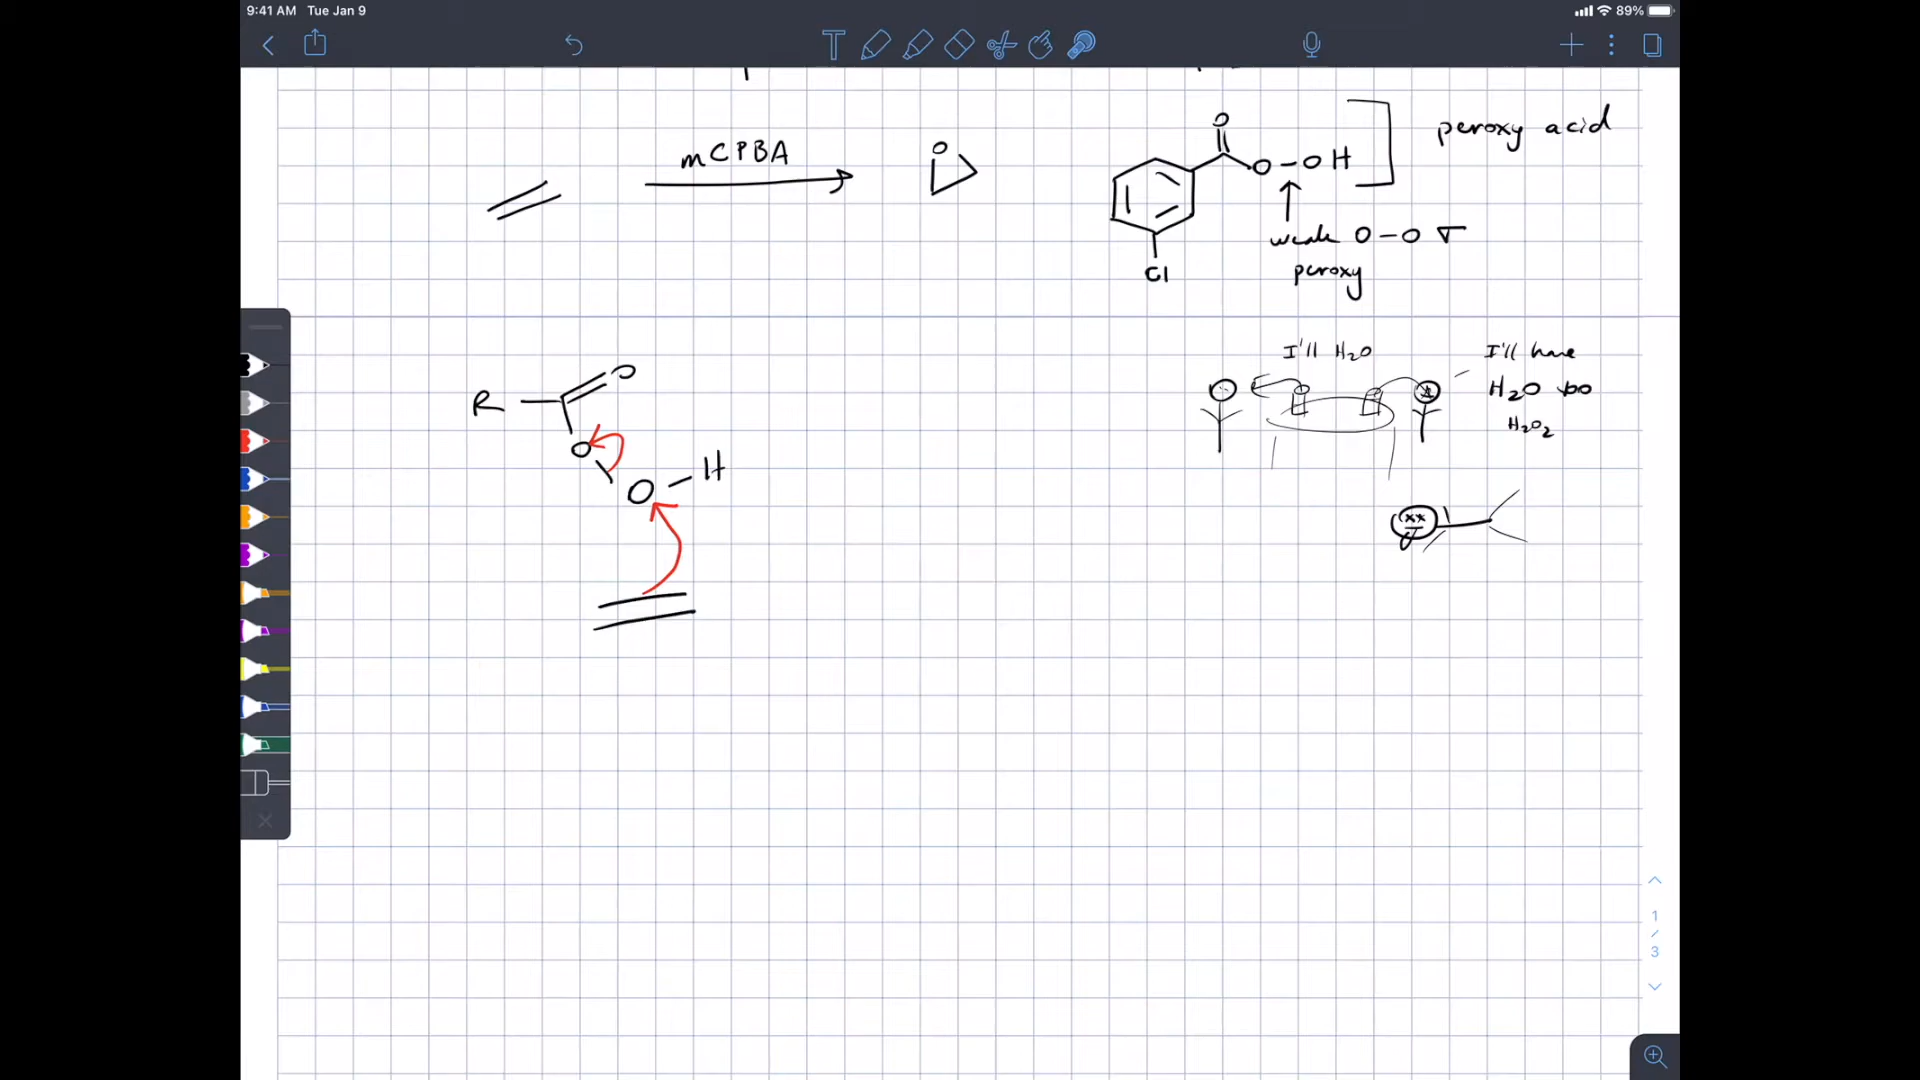 9:41 AM Tue Jan 9
89%
T
mCPBA
O
O
O - O H
peroxy acid
weak O - O σ
peroxy
Cl
R
O
O
O - H
I'll H2O
I'll have
H2O too
H2O2
xx
1
/
3